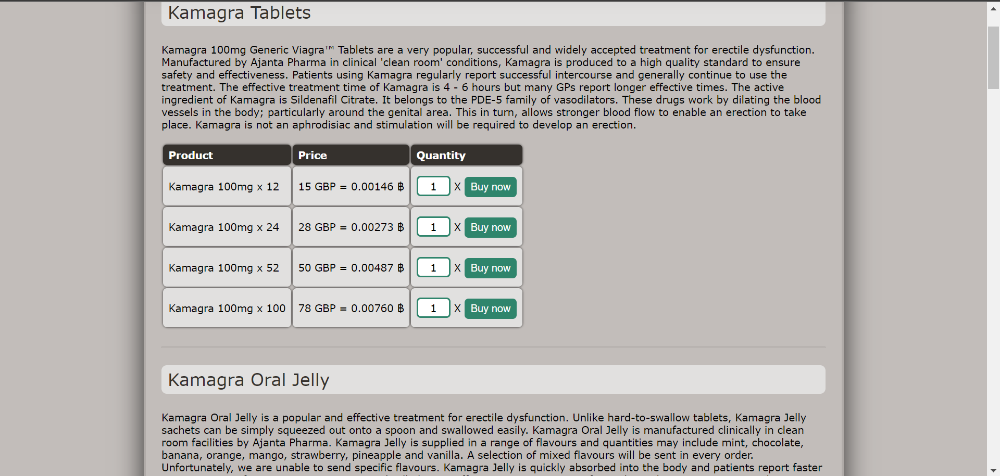 Kamagra Tablets
Kamagra 100mg Generic Viagra™ Tablets are a very popular, successful and widely accepted treatment for erectile dysfunction.
Manufactured by Ajanta Pharma in clinical 'clean room' conditions, Kamagra is produced to a high quality standard to ensure
safety and effectiveness. Patients using Kamagra regularly report successful intercourse and generally continue to use the
treatment. The effective treatment time of Kamagra is 4 - 6 hours but many GPs report longer effective times. The active
ingredient of Kamagra is Sildenafil Citrate. It belongs to the PDE-5 family of vasodilators. These drugs work by dilating the blood
vessels in the body; particularly around the genital area. This in turn, allows stronger blood flow to enable an erection to take
place. Kamagra is not an aphrodisiac and stimulation will be required to develop an erection.
Product Price Quantity
Kamagra 100mg x 12 15 GBP = 0.00146 ฿ 1 X Buy now
Kamagra 100mg x 24 28 GBP = 0.00273 ฿ 1 X Buy now
Kamagra 100mg x 52 50 GBP = 0.00487 ฿ 1 X Buy now
Kamagra 100mg x 100 78 GBP = 0.00760 ฿ 1 X Buy now
Kamagra Oral Jelly
Kamagra Oral Jelly is a popular and effective treatment for erectile dysfunction. Unlike hard-to-swallow tablets, Kamagra Jelly
sachets can be simply squeezed out onto a spoon and swallowed easily. Kamagra Oral Jelly is manufactured clinically in clean
room facilities by Ajanta Pharma. Kamagra Jelly is supplied in a range of flavours and quantities may include mint, chocolate,
banana, orange, mango, strawberry, pineapple and vanilla. A selection of mixed flavours will be sent in every order.
Unfortunately, we are unable to send specific flavours. Kamagra Jelly is quickly absorbed into the body and patients report faster